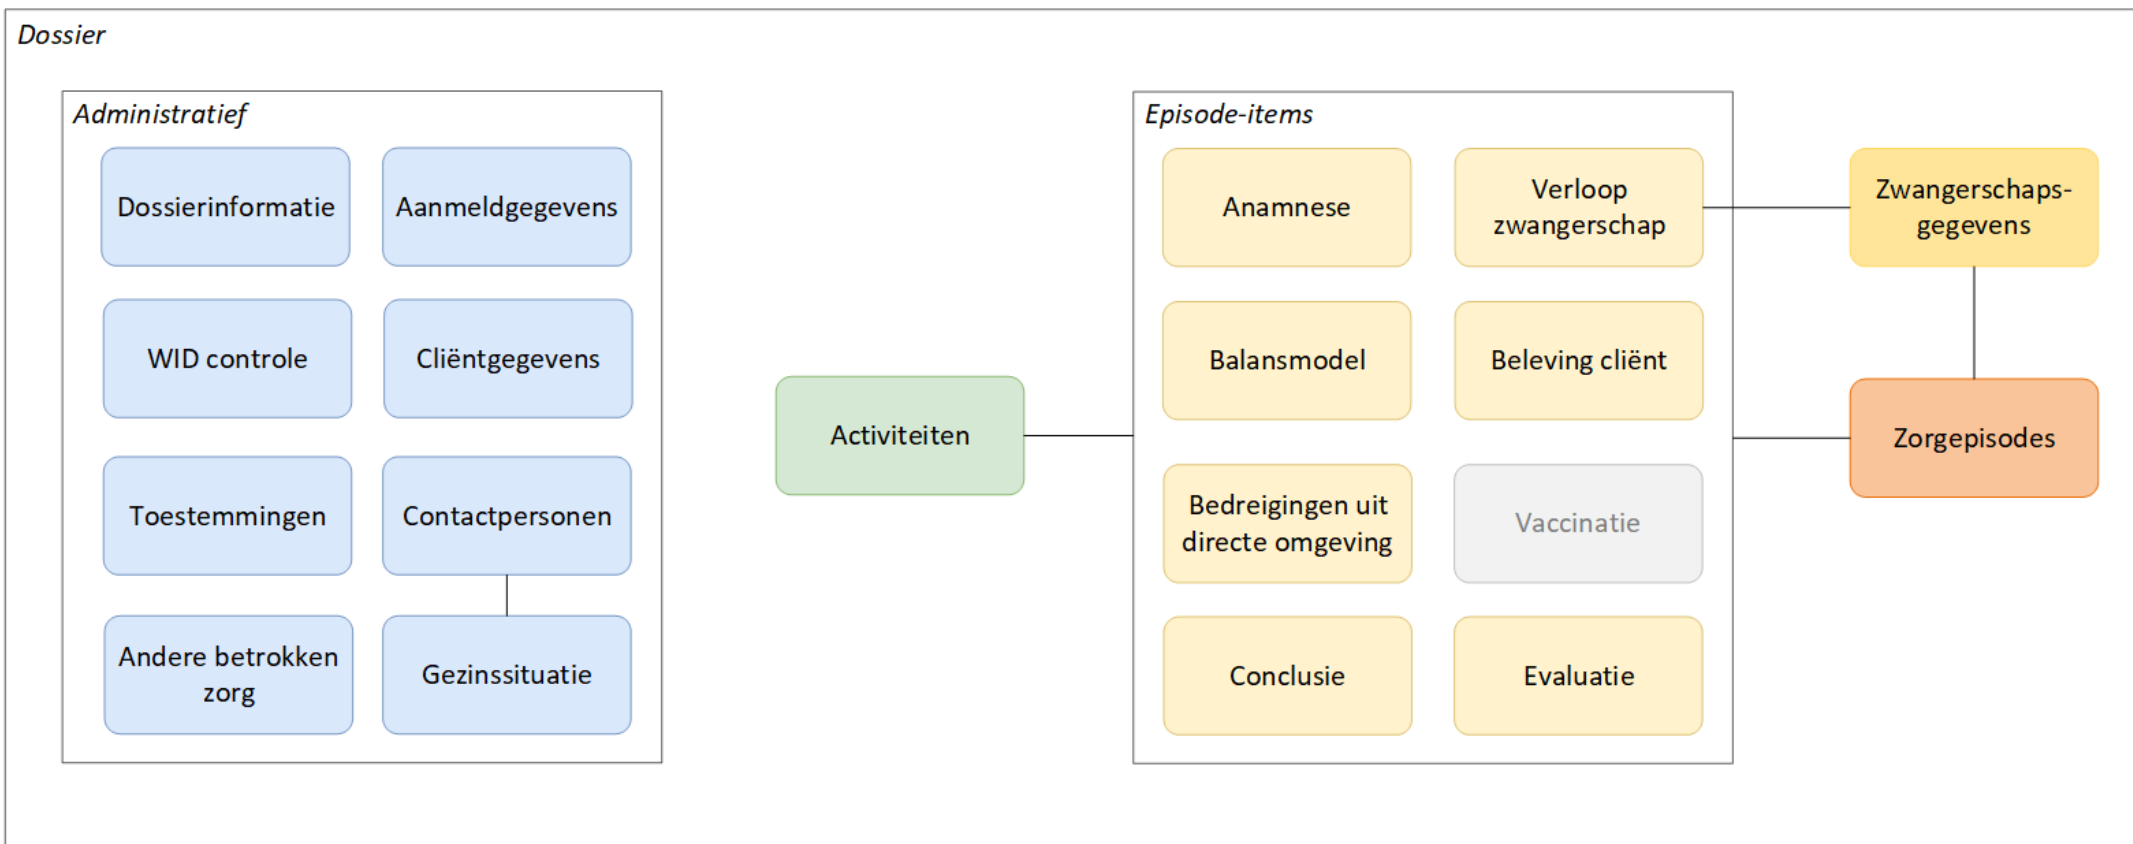 Dossier
Administratief
Dossierinformatie
Aanmeldgegevens
WID controle
Cliëntgegevens
Toestemmingen
Contactpersonen
Andere betrokken
zorg
Gezinssituatie
Activiteiten
Episode-items
Anamnese
Verloop
zwangerschap
Balansmodel
Beleving cliënt
Bedreigingen uit
directe omgeving
Vaccinatie
Conclusie
Evaluatie
Zwangerschaps-
gegevens
Zorgepisodes